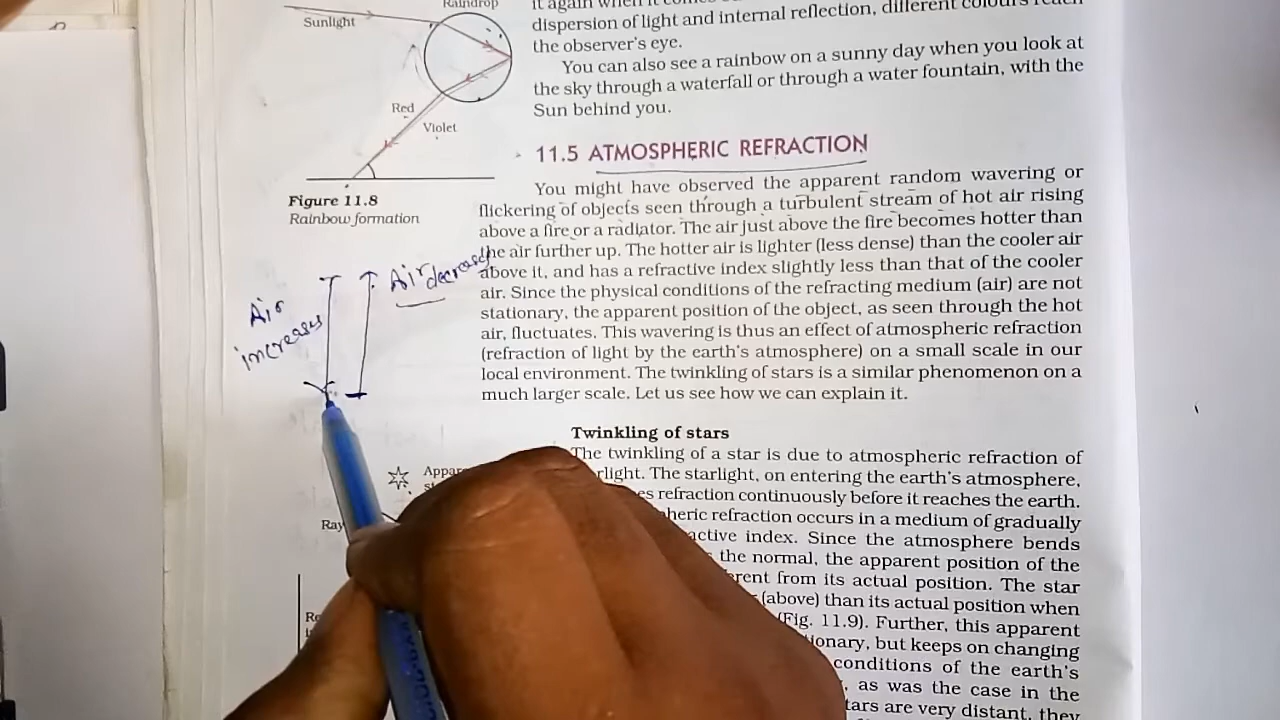 Raindrop
Sunlight
Red
Violet
Figure 11.8
Rainbow formation
Air decreases
Air
increases
it again when it
dispersion of light and internal reflection, different colours reach
the observer's eye.
You can also see a rainbow on a sunny day when you look at
the sky through a waterfall or through a water fountain, with the
Sun behind you.
11.5 ATMOSPHERIC REFRACTION
You might have observed the apparent random wavering or
flickering of objects seen through a turbulent stream of hot air rising
above a fire or a radiator. The air just above the fire becomes hotter than
the air further up. The hotter air is lighter (less dense) than the cooler air
above it, and has a refractive index slightly less than that of the cooler
air. Since the physical conditions of the refracting medium (air) are not
stationary, the apparent position of the object, as seen through the hot
air, fluctuates. This wavering is thus an effect of atmospheric refraction
(refraction of light by the earth's atmosphere) on a small scale in our
local environment. The twinkling of stars is a similar phenomenon on a
much larger scale. Let us see how we can explain it.
Twinkling of stars
The twinkling of a star is due to atmospheric refraction of
The starlight, on entering the earth's atmosphere,
refraction continuously before it reaches the earth.
refraction occurs in a medium of gradually
index. Since the atmosphere bends
the normal, the apparent position of the
from its actual position. The star
(above) than its actual position when
(Fig. 11.9). Further, this apparent
but keeps on changing
conditions of the earth's
, as was the case in the
are very distant, they
Ray